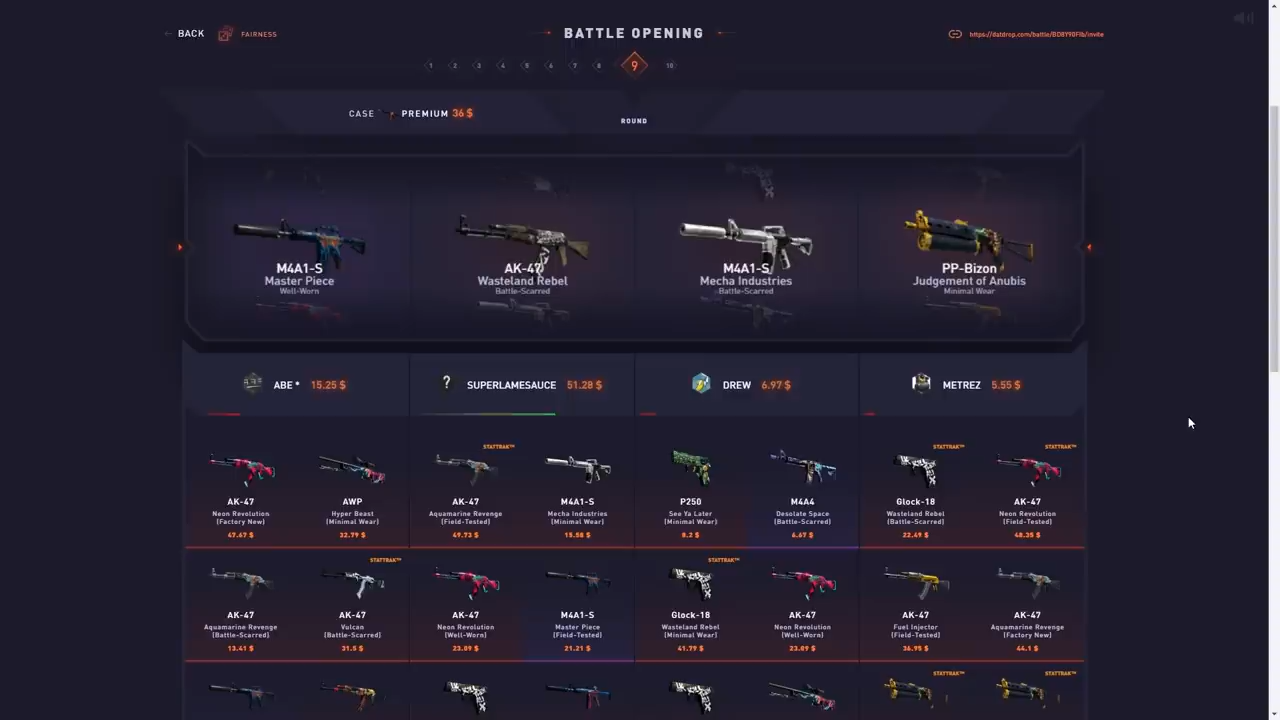 BACK
FAIRNESS
BATTLE OPENING
https://datdrop.com/battle/BD8Y90FIb/invite
1 2 3 4 5 6 7 8 9 10
CASE PREMIUM 36 $
ROUND
M4A1-S
Master Piece
Well-Worn
AK-47
Wasteland Rebel
Battle-Scarred
M4A1-S
Mecha Industries
Battle-Scarred
PP-Bizon
Judgement of Anubis
Minimal Wear
ABE * 15.25 $
? SUPERLAMESAUCE 51.28 $
DREW 6.97 $
METREZ 5.55 $
AK-47
Neon Revolution
(Factory New)
47.67 $
AWP
Hyper Beast
(Minimal Wear)
32.79 $
STATTRAK™
AK-47
Aquamarine Revenge
(Field-Tested)
49.73 $
M4A1-S
Mecha Industries
(Minimal Wear)
15.58 $
P250
See Ya Later
(Minimal Wear)
8.2 $
M4A4
Desolate Space
(Battle-Scarred)
6.67 $
STATTRAK™
Glock-18
Wasteland Rebel
(Battle-Scarred)
22.49 $
STATTRAK™
AK-47
Neon Revolution
(Field-Tested)
48.35 $
AK-47
Aquamarine Revenge
(Battle-Scarred)
13.41 $
STATTRAK™
AK-47
Vulcan
(Battle-Scarred)
31.5 $
AK-47
Neon Revolution
(Well-Worn)
23.09 $
M4A1-S
Master Piece
(Field-Tested)
21.21 $
STATTRAK™
Glock-18
Wasteland Rebel
(Minimal Wear)
41.79 $
AK-47
Neon Revolution
(Well-Worn)
23.09 $
AK-47
Fuel Injector
(Field-Tested)
36.95 $
AK-47
Aquamarine Revenge
(Factory New)
44.1 $
STATTRAK™
STATTRAK™